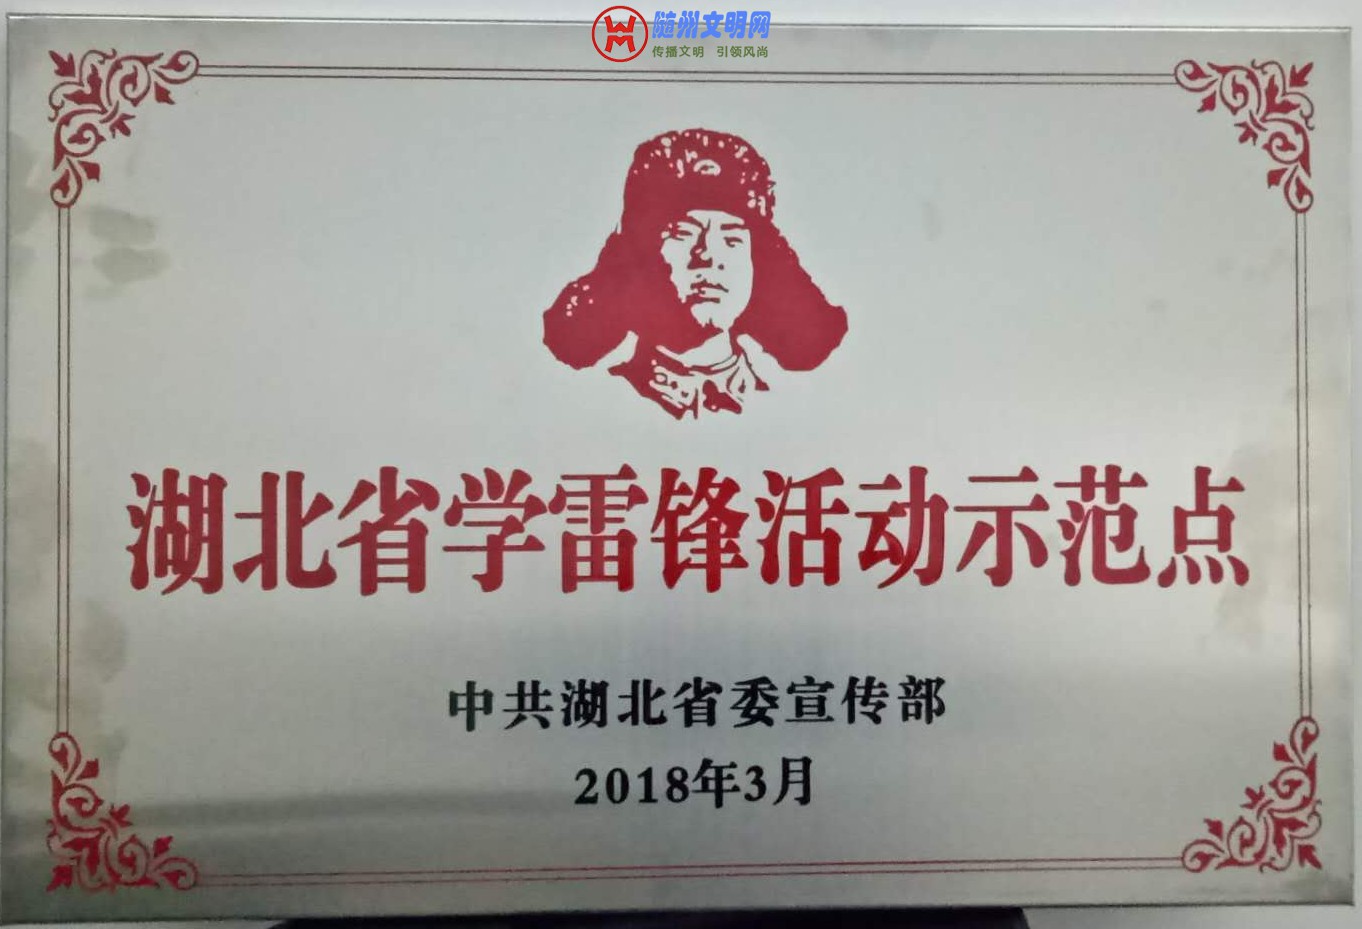 随州文明网
传播文明 引领风尚
湖北省学雷锋活动示范点
中共湖北省委宣传部
2018年3月